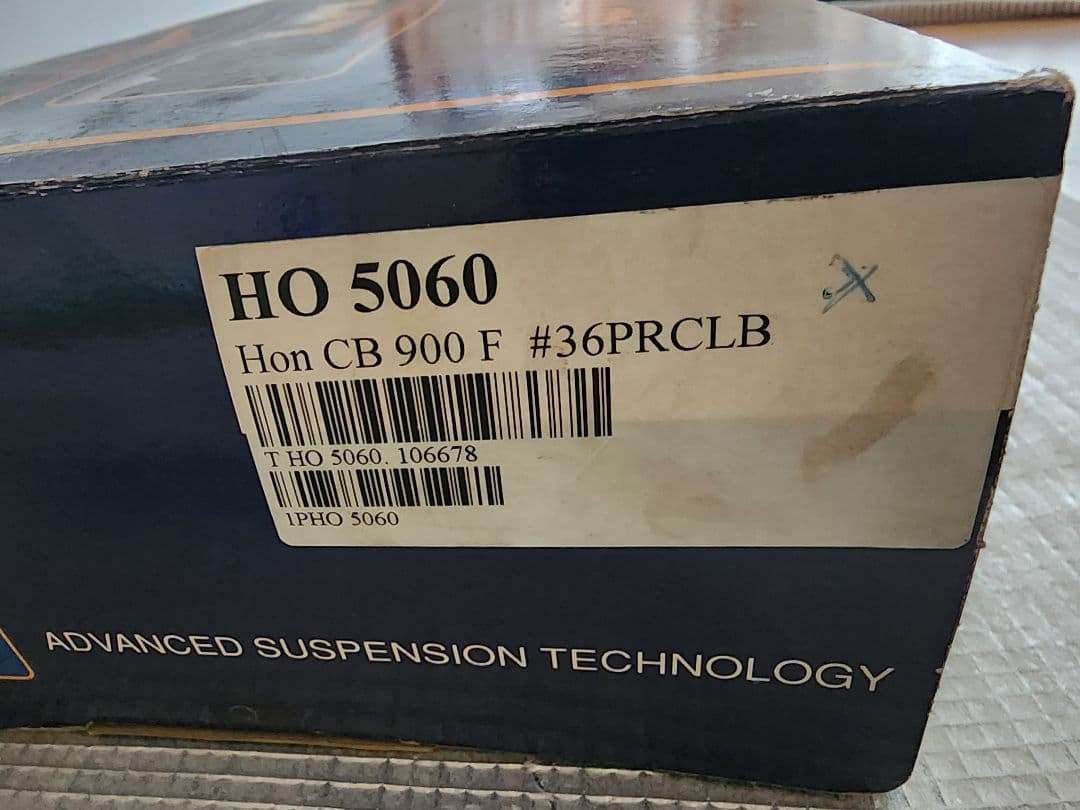 HO 5060
Hon CB 900 F #36PRCLB
T HO 5060. 106678
1PHO 5060
ADVANCED SUSPENSION TECHNOLOGY